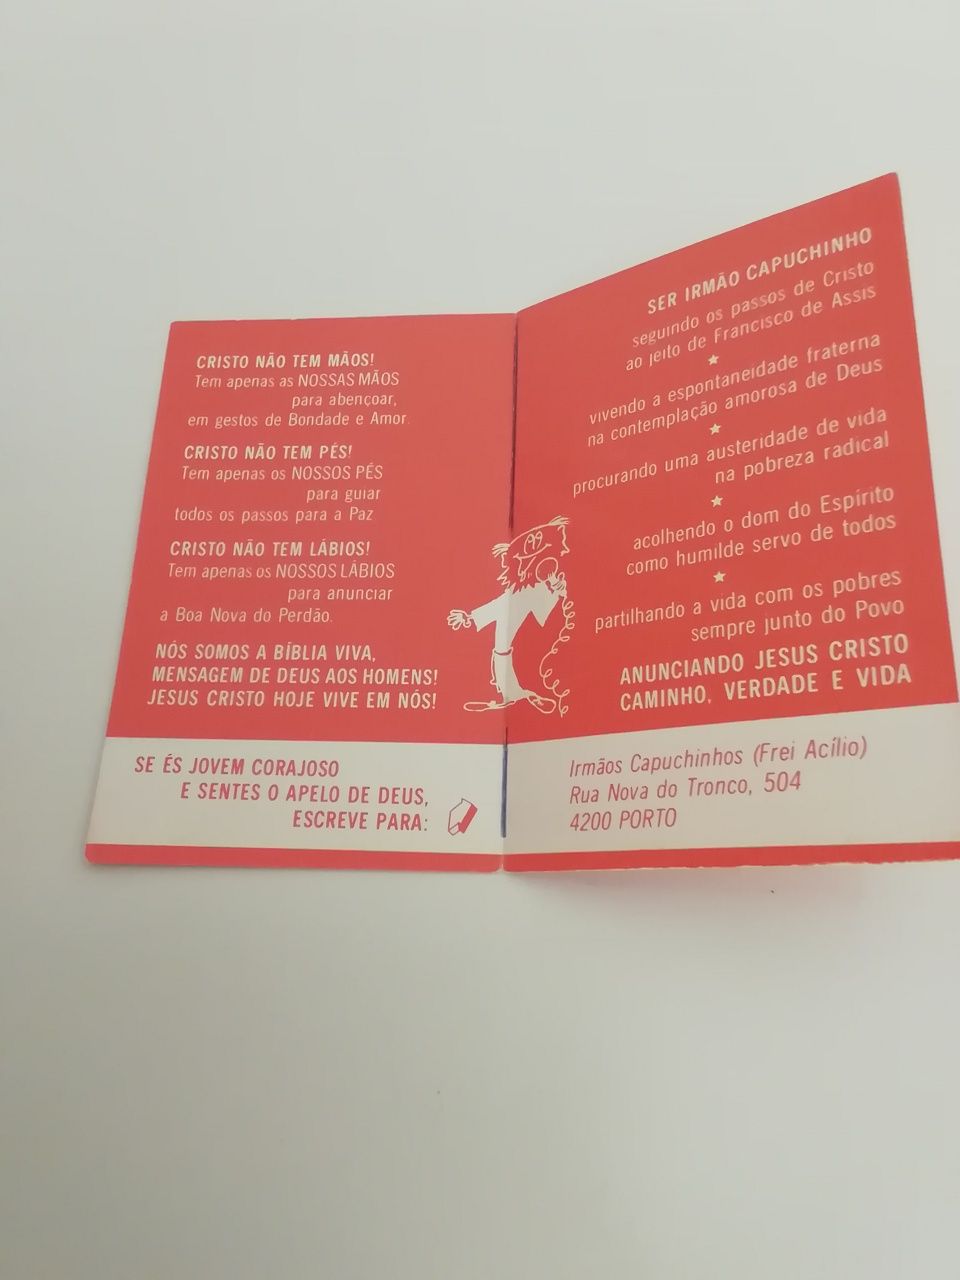 CRISTO NÃO TEM MÃOS!
Tem apenas as NOSSAS MÃOS
para abençoar,
em gestos de Bondade e Amor.
CRISTO NÃO TEM PÉS!
Tem apenas os NOSSOS PÉS
para guiar
todos os passos para a Paz
CRISTO NÃO TEM LÁBIOS!
Tem apenas os NOSSOS LÁBIOS
para anunciar
a Boa Nova do Perdão.
NÓS SOMOS A BÍBLIA VIVA,
MENSAGEM DE DEUS AOS HOMENS!
JESUS CRISTO HOJE VIVE EM NÓS!
SE ÉS JOVEM CORAJOSO
E SENTES O APELO DE DEUS,
ESCREVE PARA:
SER IRMÃO CAPUCHINHO
seguindo os passos de Cristo
ao jeito de Francisco de Assis
vivendo a espontaneidade fraterna
na contemplação amorosa de Deus
procurando uma austeridade de vida
na pobreza radical
acolhendo o dom do Espírito
como humilde servo de todos
partilhando a vida com os pobres
sempre junto do Povo
ANUNCIANDO JESUS CRISTO
CAMINHO, VERDADE E VIDA
Irmãos Capuchinhos (Frei Acílio)
Rua Nova do Tronco, 504
4200 PORTO